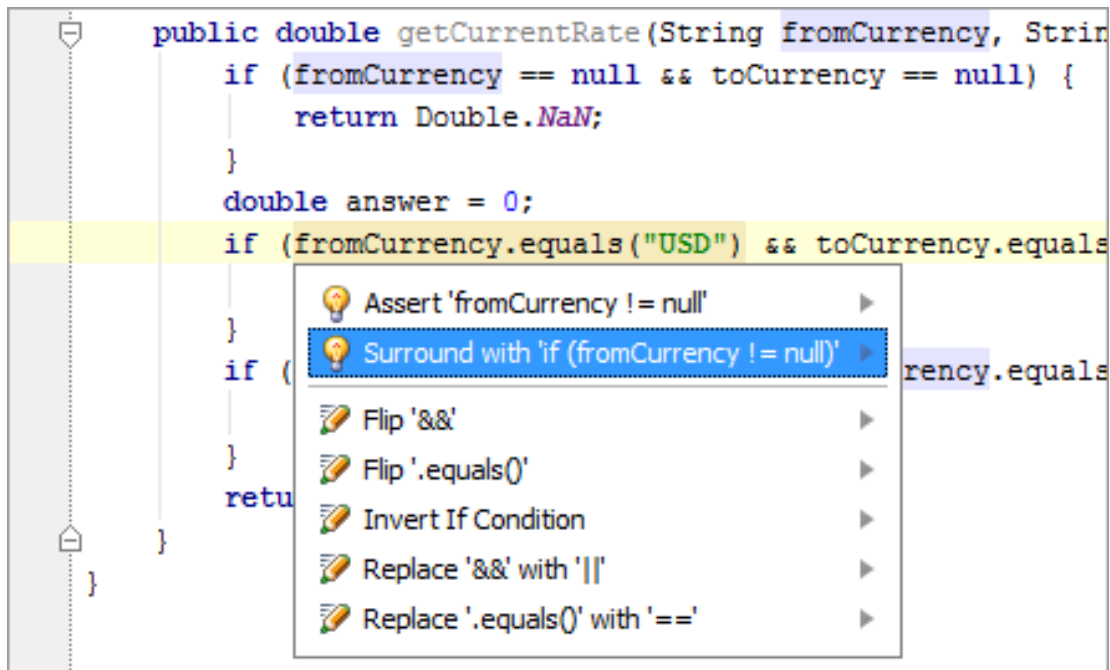 public double getCurrentRate(String fromCurrency, Strin
if (fromCurrency == null && toCurrency == null) {
return Double.NaN;
}
double answer = 0;
if (fromCurrency.equals("USD") && toCurrency.equals
Assert 'fromCurrency != null'
}
Surround with 'if (fromCurrency != null)'
if ( rency.equals
Flip '&&'
}
Flip '.equals()'
retu
Invert If Condition
}
Replace '&&' with '||'
}
Replace '.equals()' with '=='